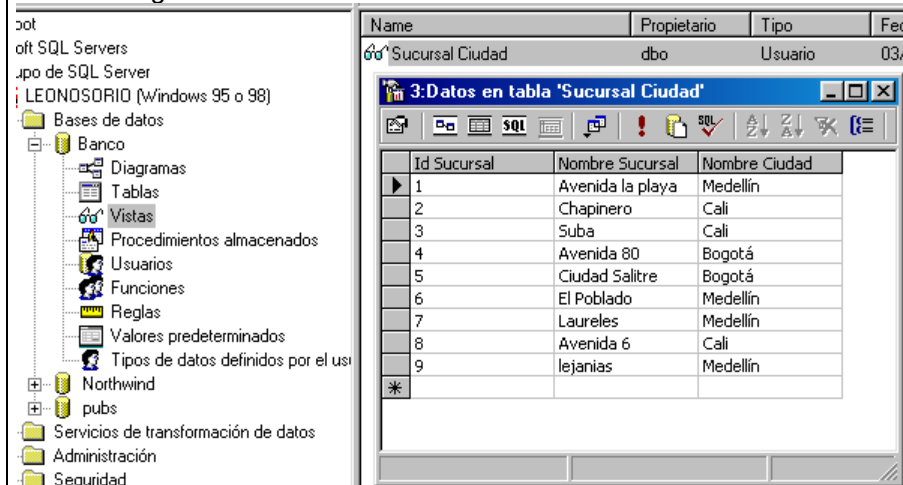 Name Propietario Tipo Fec
Sucursal Ciudad dbo Usuario 03/
oot
oft SQL Servers
upo de SQL Server
LEONOSORIO (Windows 95 o 98)
Bases de datos
Banco
Diagramas
Tablas
Vistas
Procedimientos almacenados
Usuarios
Funciones
Reglas
Valores predeterminados
Tipos de datos definidos por el usu
Northwind
pubs
Servicios de transformación de datos
Administración
Seguridad
3:Datos en tabla 'Sucursal Ciudad'
SQL SQL
Id Sucursal Nombre Sucursal Nombre Ciudad
1 Avenida la playa Medellín
2 Chapinero Cali
3 Suba Cali
4 Avenida 80 Bogotá
5 Ciudad Salitre Bogotá
6 El Poblado Medellín
7 Laureles Medellín
8 Avenida 6 Cali
9 lejanias Medellín